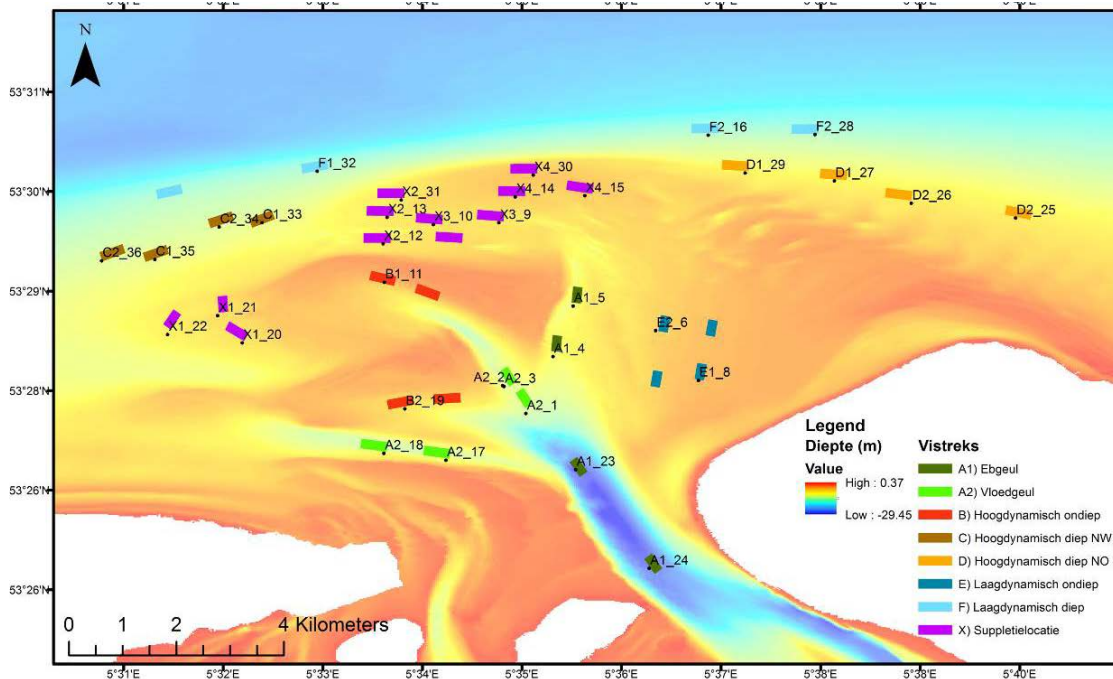 N
53°31'N
53°30'N
53°29'N
53°28'N
53°26'N
53°26'N
F2_16
F2_28
F1_32
D1_29
D1_27
D2_26
D2_25
X4_30
X4_14
X4_15
X2_31
X2_13
X3_10
X3_9
X2_12
C2_34
C1_33
C2_36
C1_35
B1_11
X1_21
X1_22
X1_20
A1_5
A1_4
E2_6
E1_8
A2_2
A2_3
A2_1
B2_19
A2_18
A2_17
A1_23
A1_24
Legend
Diepte (m)
Value
High : 0.37
Low : -29.45
Vistreks
A1) Ebgeul
A2) Vloedgeul
B) Hoogdynamisch ondiep
C) Hoogdynamisch diep NW
D) Hoogdynamisch diep NO
E) Laagdynamisch ondiep
F) Laagdynamisch diep
X) Suppletielocatie
0 1 2 4 Kilometers
5°31'E 5°32'E 5°33'E 5°34'E 5°35'E 5°36'E 5°37'E 5°38'E 5°39'E 5°40'E